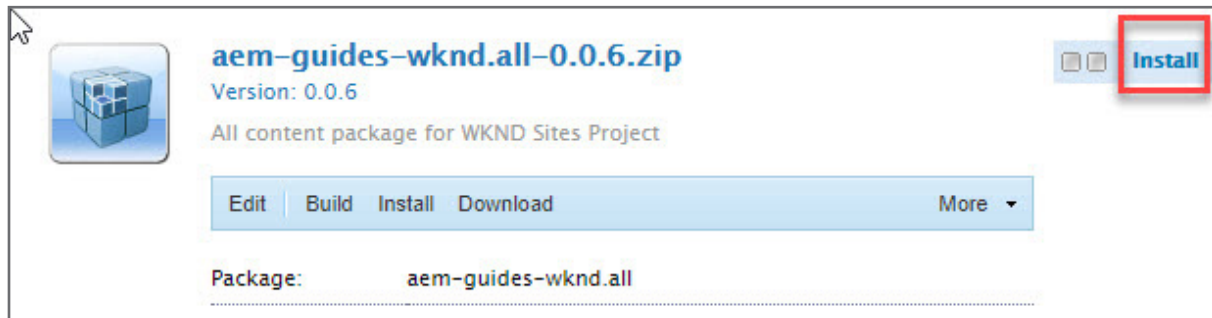 aem-guides-wknd.all-0.0.6.zip
Install
Version: 0.0.6
All content package for WKND Sites Project
Edit Build Install Download More
Package: aem-guides-wknd.all